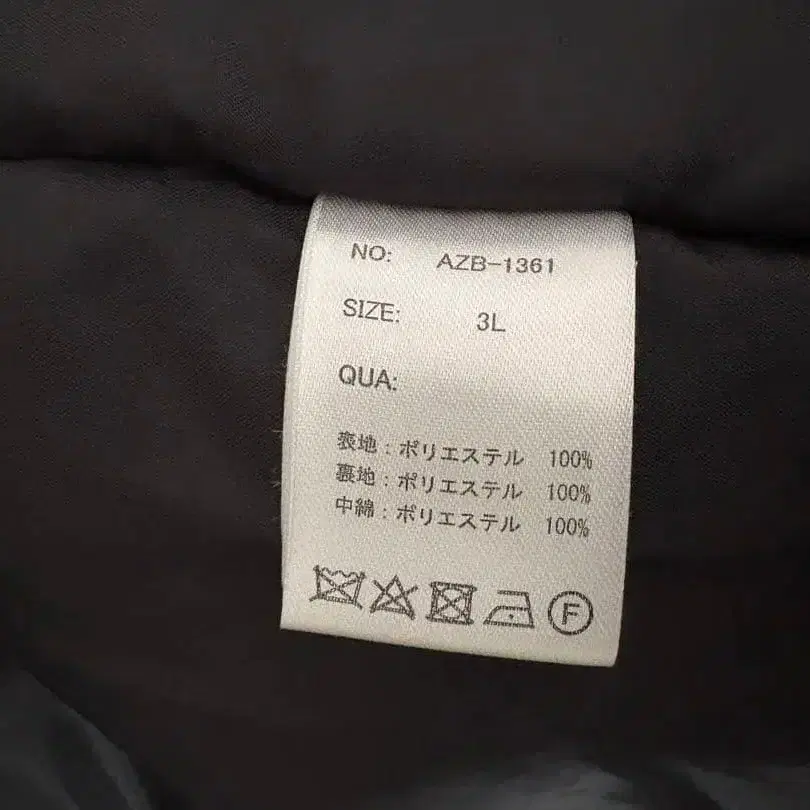 NO: AZB-1361
SIZE: 3L
QUA:
表地:ポリエステル 100%
裏地:ポリエステル 100%
中綿:ポリエステル 100%
F